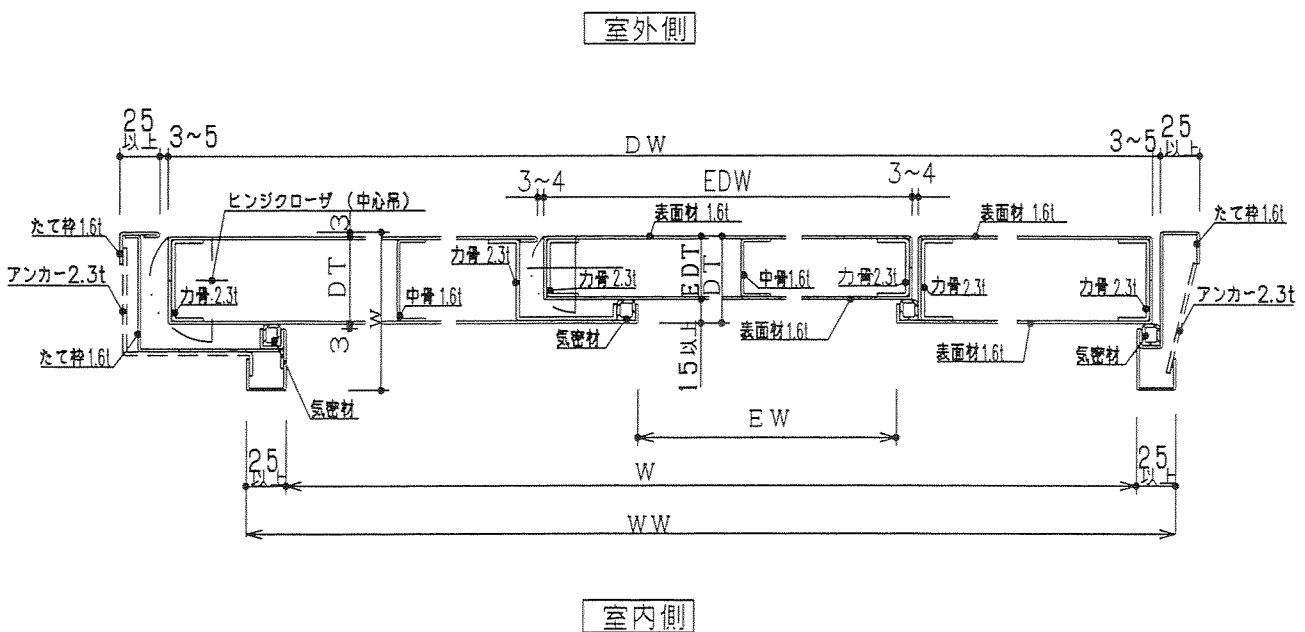 室外側
25
以上
3~5
DW
3~5
25
以上
3~4
EDW
3~4
ヒンジクローザ (中心吊)
表面材 1.6t
表面材 1.6t
たて枠1.6t
たて枠1.6t
3
力骨2.3t
EDT
DT
アンカー2.3t
力骨2.3t
DT
W
中骨1.6t
力骨2.3t
中骨1.6t
力骨2.3t
力骨2.3t
力骨2.3t
アンカー2.3t
3
気密材
15以上
表面材1.6t
たて枠1.6t
表面材1.6t
気密材
気密材
EW
25
以上
W
25
以上
WW
室内側